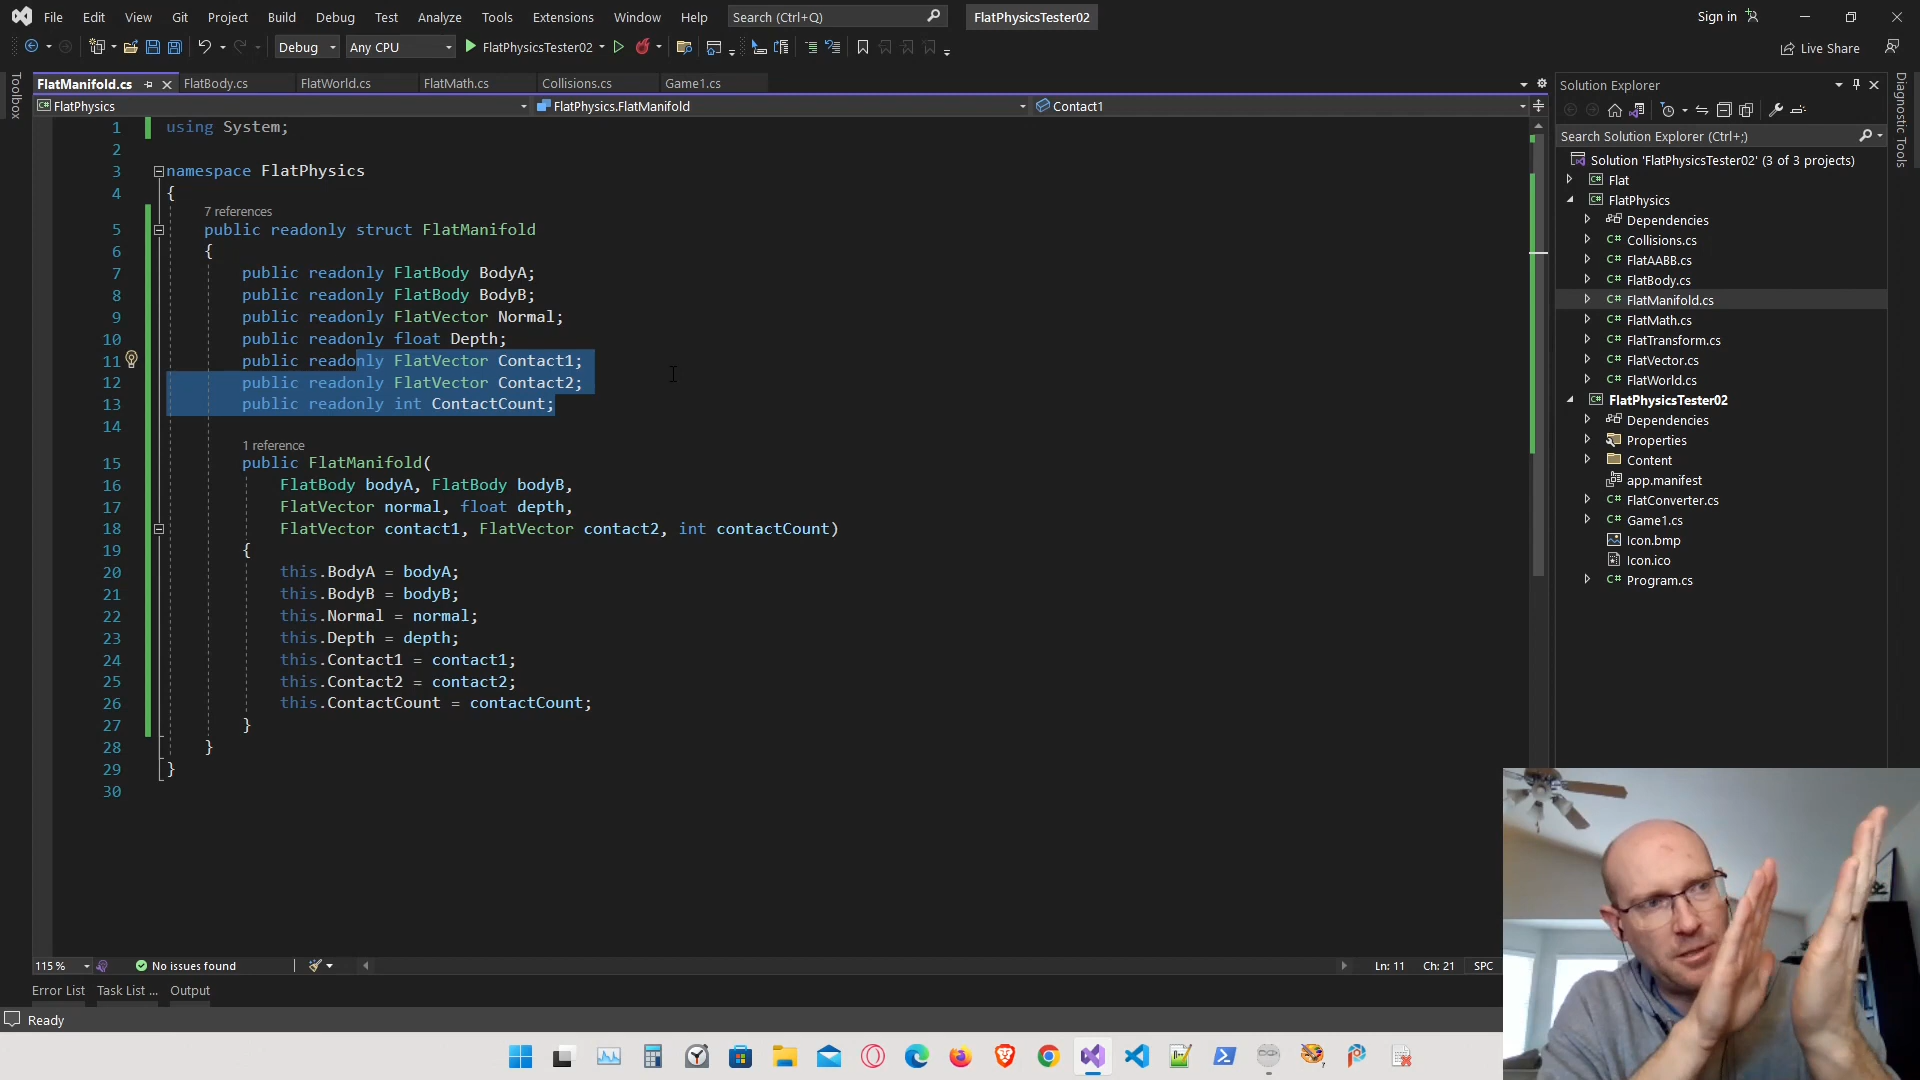 File Edit View Git Project Build Debug Test Analyze Tools Extensions Window Help Search (Ctrl+Q) FlatPhysicsTester02 Sign in
Debug Any CPU FlatPhysicsTester02 Live Share
FlatManifold.cs FlatBody.cs FlatWorld.cs FlatMath.cs Collisions.cs Game1.cs
FlatPhysics FlatPhysics.FlatManifold Contact1
Toolbox
1 using System;
2
3 namespace FlatPhysics
4 {
7 references
5 public readonly struct FlatManifold
6 {
7 public readonly FlatBody BodyA;
8 public readonly FlatBody BodyB;
9 public readonly FlatVector Normal;
10 public readonly float Depth;
11 public readonly FlatVector Contact1;
12 public readonly FlatVector Contact2;
13 public readonly int ContactCount;
14
1 reference
15 public FlatManifold(
16 FlatBody bodyA, FlatBody bodyB,
17 FlatVector normal, float depth,
18 FlatVector contact1, FlatVector contact2, int contactCount)
19 {
20 this.BodyA = bodyA;
21 this.BodyB = bodyB;
22 this.Normal = normal;
23 this.Depth = depth;
24 this.Contact1 = contact1;
25 this.Contact2 = contact2;
26 this.ContactCount = contactCount;
27 }
28 }
29 }
30
115 % No issues found Ln: 11 Ch: 21 SPC
Error List Task List ... Output
Ready
Solution Explorer
Search Solution Explorer (Ctrl+;)
Solution 'FlatPhysicsTester02' (3 of 3 projects)
C# Flat
C# FlatPhysics
Dependencies
C# Collisions.cs
C# FlatAABB.cs
C# FlatBody.cs
C# FlatManifold.cs
C# FlatMath.cs
C# FlatTransform.cs
C# FlatVector.cs
C# FlatWorld.cs
C# FlatPhysicsTester02
Dependencies
Properties
Content
app.manifest
C# FlatConverter.cs
C# Game1.cs
Icon.bmp
Icon.ico
C# Program.cs
Diagnostic Tools